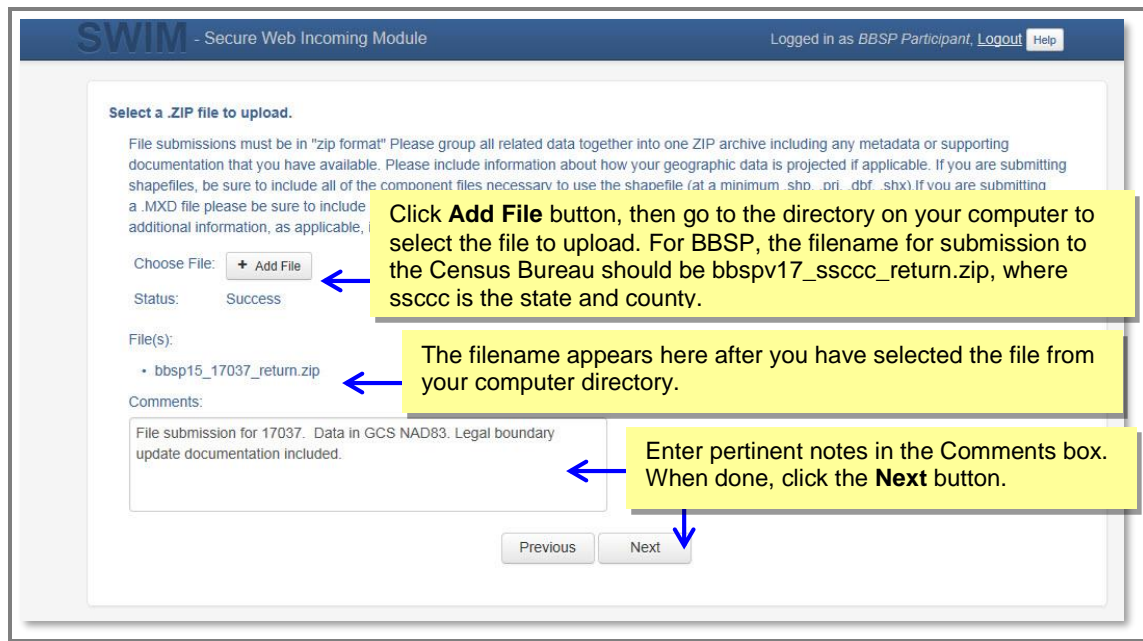 SWIM - Secure Web Incoming Module
Logged in as BBSP Participant, Logout Help
Select a .ZIP file to upload.
File submissions must be in "zip format" Please group all related data together into one ZIP archive including any metadata or supporting
documentation that you have available. Please include information about how your geographic data is projected if applicable. If you are submitting
shapefiles, be sure to include all of the component files necessary to use the shapefile (at a minimum .shp, .prj, .dbf, .shx).If you are submitting
a .MXD file please be sure to include
additional information, as applicable,
Click Add File button, then go to the directory on your computer to
select the file to upload. For BBSP, the filename for submission to
the Census Bureau should be bbspv17_ssccc_return.zip, where
ssccc is the state and county.
Choose File: + Add File
Status: Success
File(s):
• bbsp15_17037_return.zip
The filename appears here after you have selected the file from
your computer directory.
Comments:
File submission for 17037. Data in GCS NAD83. Legal boundary
update documentation included.
Enter pertinent notes in the Comments box.
When done, click the Next button.
Previous Next